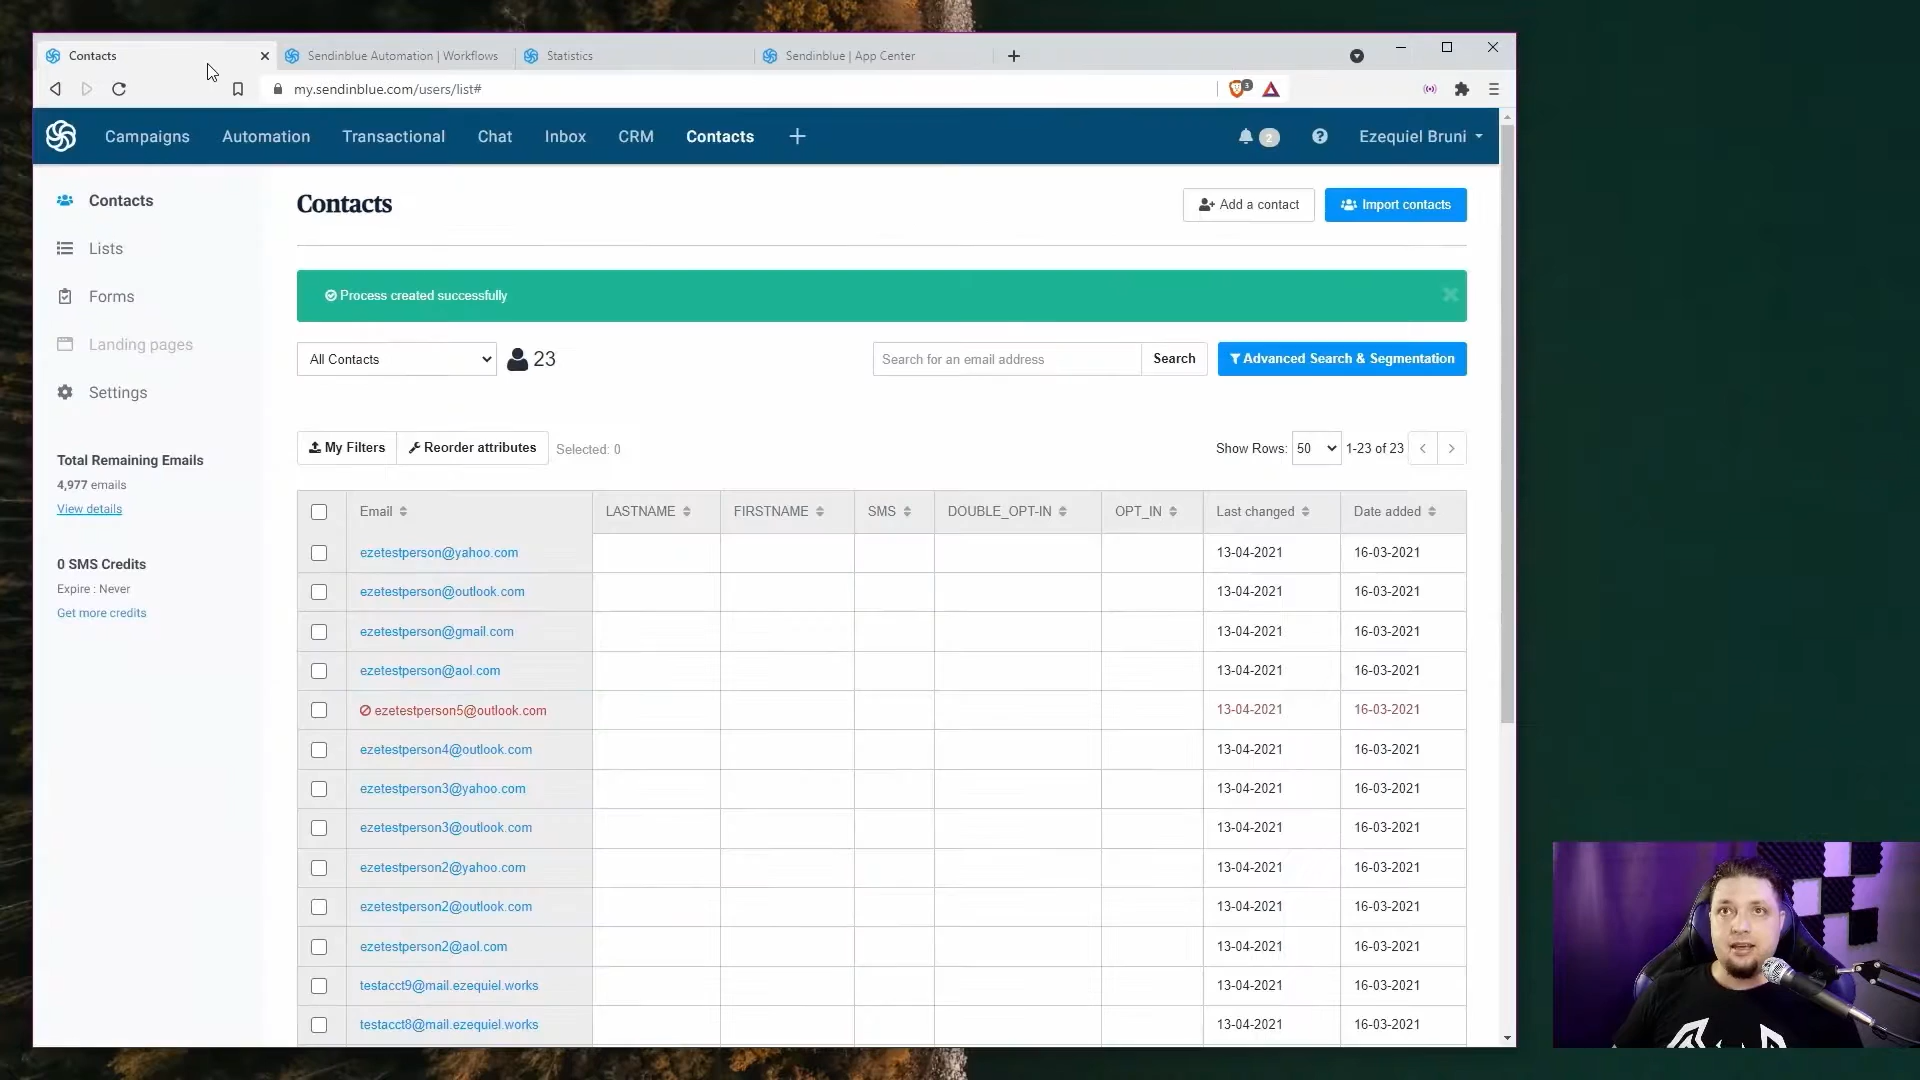 Contacts
Sendinblue Automation | Workflows
Statistics
Sendinblue | App Center
my.sendinblue.com/users/list#
3
Campaigns
Automation
Transactional
Chat
Inbox
CRM
Contacts
2
Ezequiel Bruni
Contacts
Lists
Forms
Landing pages
Settings
Total Remaining Emails
4,977 emails
View details
0 SMS Credits
Expire : Never
Get more credits
Contacts
Add a contact
Import contacts
Process created successfully
All Contacts
23
Search for an email address
Search
Advanced Search & Segmentation
My Filters
Reorder attributes
Selected: 0
Show Rows: 50 1-23 of 23
Email LASTNAME FIRSTNAME SMS DOUBLE_OPT-IN OPT_IN Last changed Date added
ezetestperson@yahoo.com 13-04-2021 16-03-2021
ezetestperson@outlook.com 13-04-2021 16-03-2021
ezetestperson@gmail.com 13-04-2021 16-03-2021
ezetestperson@aol.com 13-04-2021 16-03-2021
ezetestperson5@outlook.com 13-04-2021 16-03-2021
ezetestperson4@outlook.com 13-04-2021 16-03-2021
ezetestperson3@yahoo.com 13-04-2021 16-03-2021
ezetestperson3@outlook.com 13-04-2021 16-03-2021
ezetestperson2@yahoo.com 13-04-2021 16-03-2021
ezetestperson2@outlook.com 13-04-2021 16-03-2021
ezetestperson2@aol.com 13-04-2021 16-03-2021
testacct9@mail.ezequiel.works 13-04-2021 16-03-2021
testacct8@mail.ezequiel.works 13-04-2021 16-03-2021